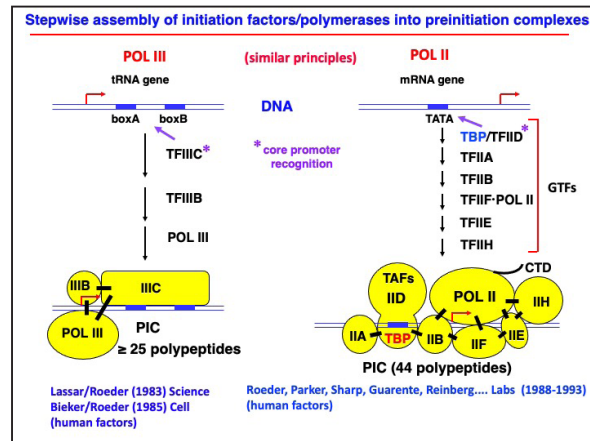 Stepwise assembly of initiation factors/polymerases into preinitiation complexes
POL III
(similar principles)
POL II
tRNA gene
mRNA gene
DNA
boxA
boxB
TATA
TFIIIC*
* core promoter
recognition
TBP/TFIID*
TFIIA
TFIIB
TFIIF·POL II
TFIIE
TFIIH
GTFs
TFIIIB
POL III
IIIB
IIIC
POL III
PIC
≥ 25 polypeptides
CTD
TAFs
IID
POL II
IIH
IIA
TBP
IIB
IIF
IIE
PIC (44 polypeptides)
Lassar/Roeder (1983) Science
Bieker/Roeder (1985) Cell
(human factors)
Roeder, Parker, Sharp, Guarente, Reinberg.... Labs (1988-1993)
(human factors)